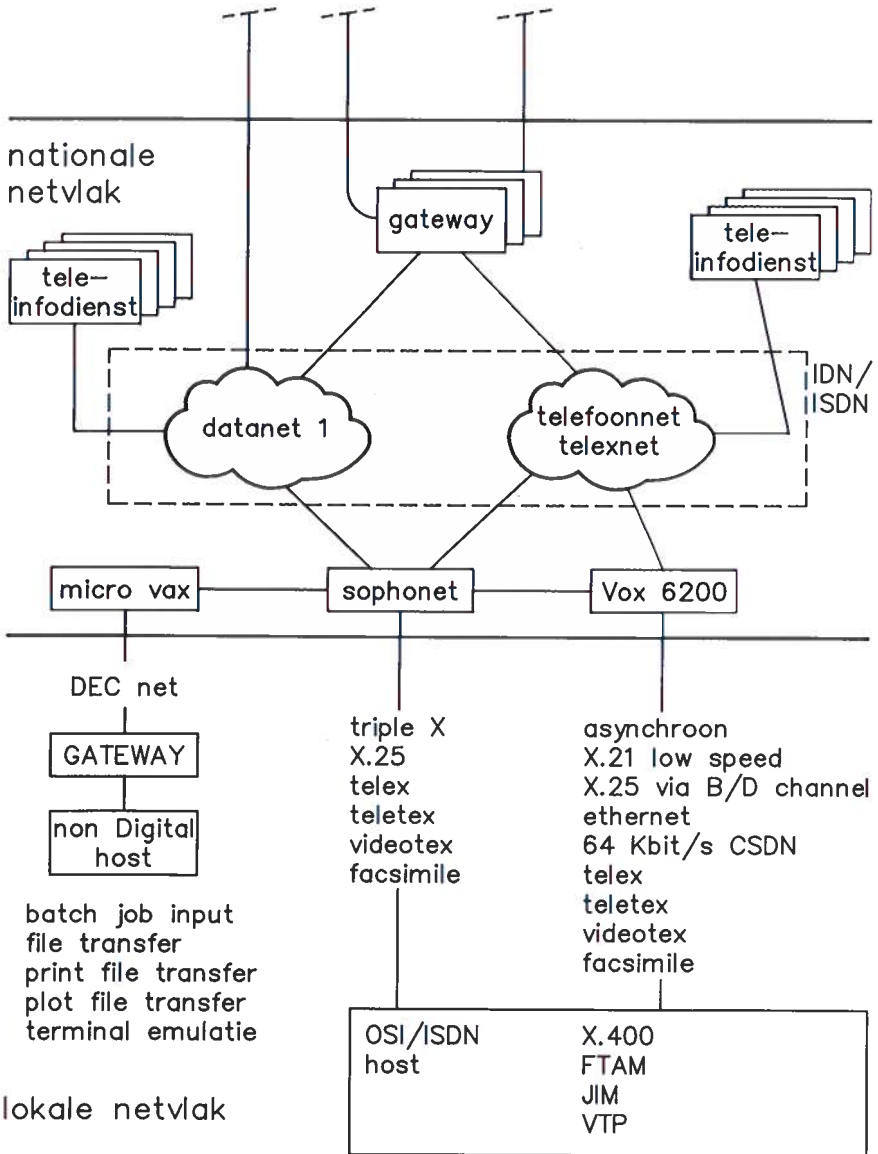 nationale
netvlak
gateway
tele-
infodienst
tele-
infodienst
IDN/
ISDN
datanet 1
telefoonnet
telexnet
micro vax
sophonet
Vox 6200
DEC net
GATEWAY
non Digital
host
batch job input
file transfer
print file transfer
plot file transfer
terminal emulatie
triple X
X.25
telex
teletex
videotex
facsimile
asynchroon
X.21 low speed
X.25 via B/D channel
ethernet
64 Kbit/s CSDN
telex
teletex
videotex
facsimile
OSI/ISDN
host
X.400
FTAM
JIM
VTP
lokale netvlak